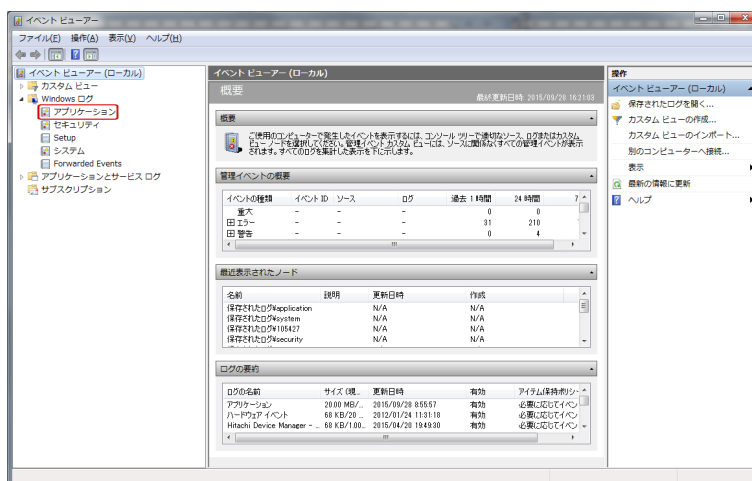 イベント ビューアー
ファイル(F) 操作(A) 表示(V) ヘルプ(H)
イベント ビューアー (ローカル)
カスタム ビュー
Windows ログ
アプリケーション
セキュリティ
Setup
システム
Forwarded Events
アプリケーションとサービス ログ
サブスクリプション
イベント ビューアー (ローカル)
概要
最終更新日時: 2015/09/28 16:21:03
概要
ご使用のコンピューターで発生したイベントを表示するには、コンソール ツリーで適切なソース、ログまたはカスタム
ビュー ノードを選択してください。管理イベント カスタム ビューには、ソースに関係なくすべての管理イベントが表示
されます。すべてのログを集計した表示を下に示します。
管理イベントの概要
イベントの種類 イベント ID ソース ログ 過去 1 時間 24 時間 7
重大 - - - 0 0
エラー - - - 31 210
警告 - - - 0 4
最近表示されたノード
名前 説明 更新日時 作成
保存されたログ¥application N/A N/A
保存されたログ¥system N/A N/A
保存されたログ¥105427 N/A N/A
保存されたログ¥security N/A N/A
ログの要約
ログの名前 サイズ (現... 更新日時 有効 アイテム保持ポリシー
アプリケーション 20.00 MB/... 2015/09/28 8:55:57 有効 必要に応じてイベン
ハードウェア イベント 68 KB/20 ... 2012/01/24 11:31:18 有効 必要に応じてイベン
Hitachi Device Manager - ... 68 KB/1.00... 2015/04/20 19:49:30 有効 必要に応じてイベン
操作
イベント ビューアー (ローカル)
保存されたログを開く...
カスタム ビューの作成...
カスタム ビューのインポート...
別のコンピューターへ接続...
表示
最新の情報に更新
ヘルプ